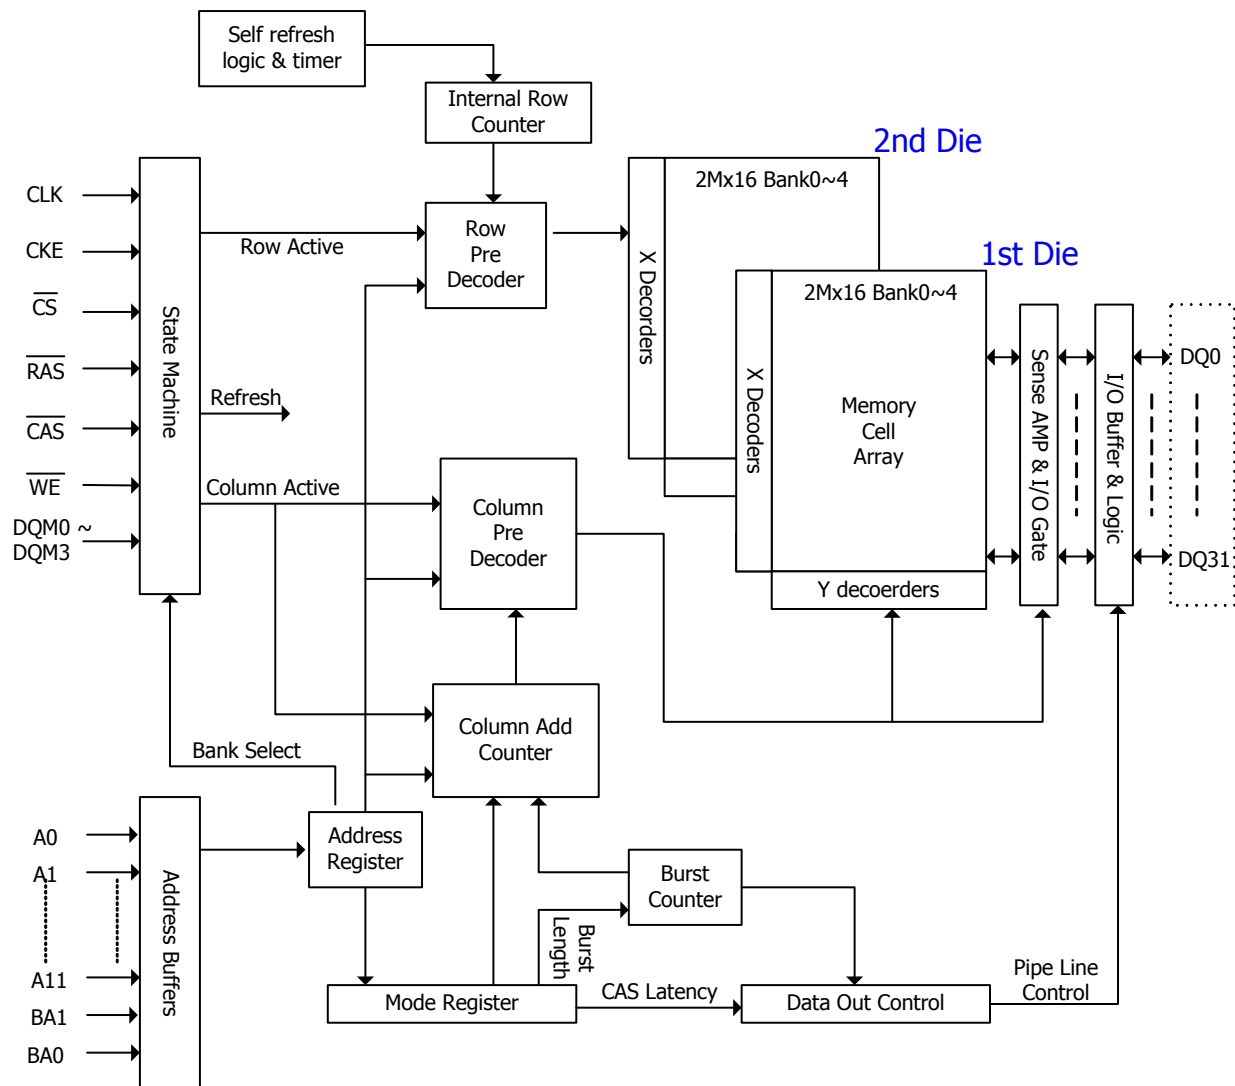 Self refresh
logic & timer
Internal Row
Counter
2nd Die
2Mx16 Bank0~4
CLK
CKE
CS
RAS
CAS
WE
DQM0 ~
DQM3
State Machine
Row Active
Row
Pre
Decoder
X Decorders
1st Die
2Mx16 Bank0~4
X Decoders
Memory
Cell
Array
Y decoerders
Sense AMP & I/O Gate
I/O Buffer & Logic
DQ0
DQ31
Refresh
Column Active
Column
Pre
Decoder
Column Add
Counter
Bank Select
A0
A1
A11
BA1
BA0
Address Buffers
Address
Register
Burst
Counter
Burst
Length
Mode Register
CAS Latency
Data Out Control
Pipe Line
Control